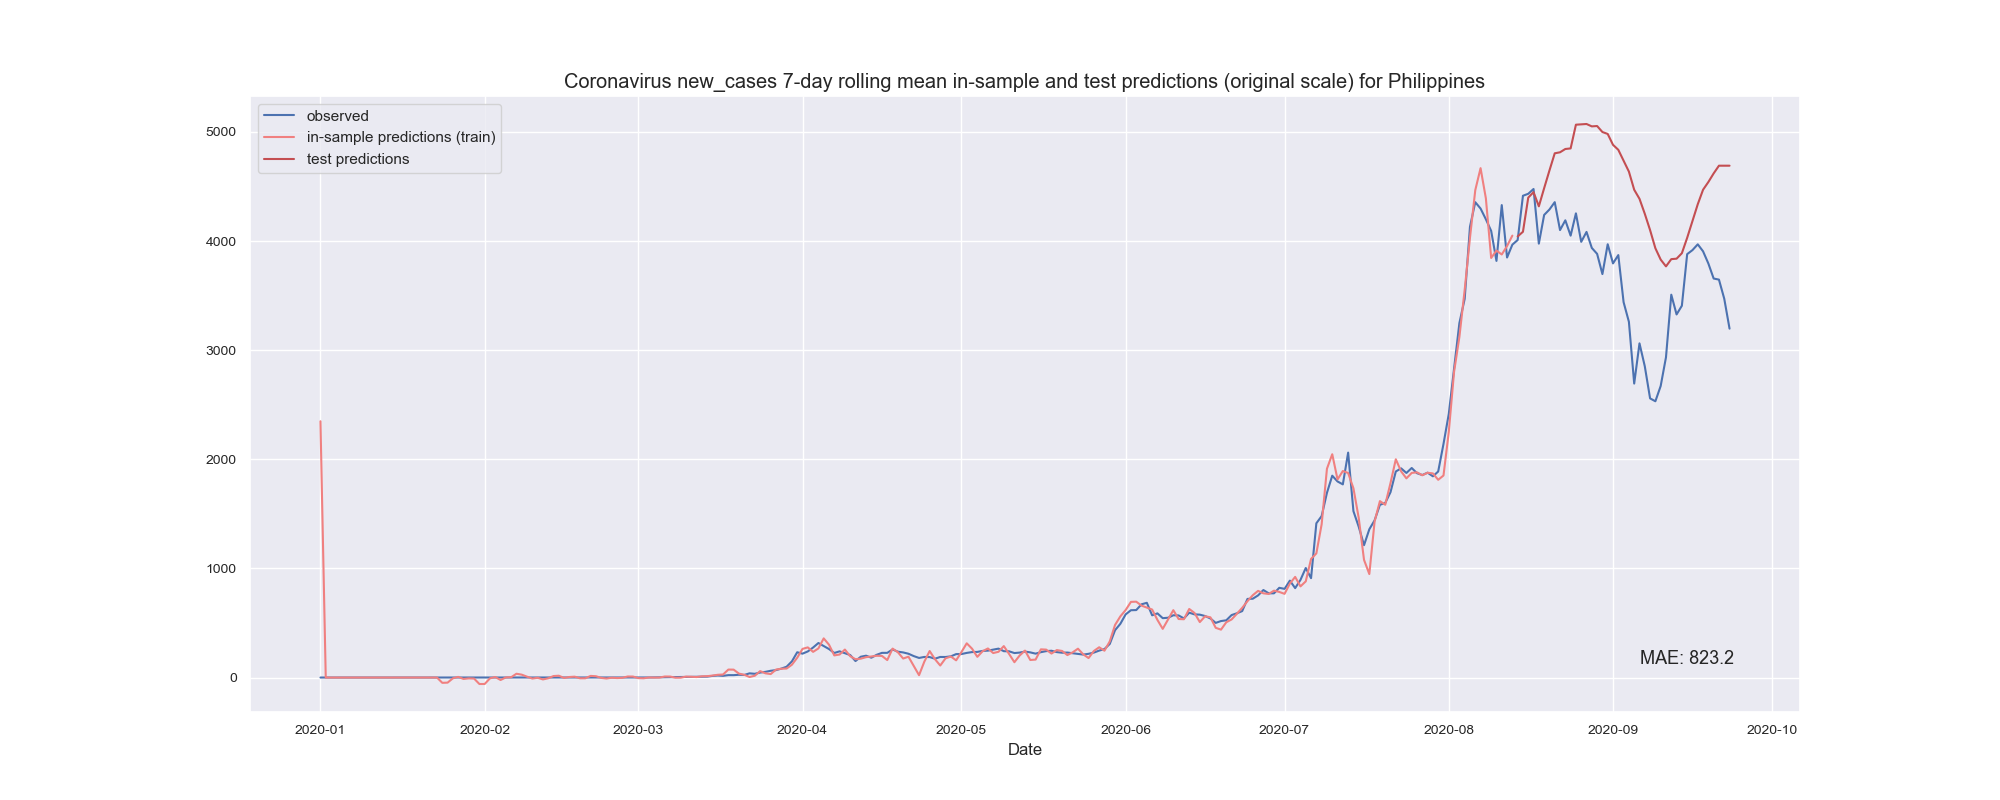 Coronavirus new_cases 7-day rolling mean in-sample and test predictions (original scale) for Philippines
observed
in-sample predictions (train)
test predictions
5000
4000
3000
2000
1000
0
MAE: 823.2
2020-01 2020-02 2020-03 2020-04 2020-05 2020-06 2020-07 2020-08 2020-09 2020-10
Date